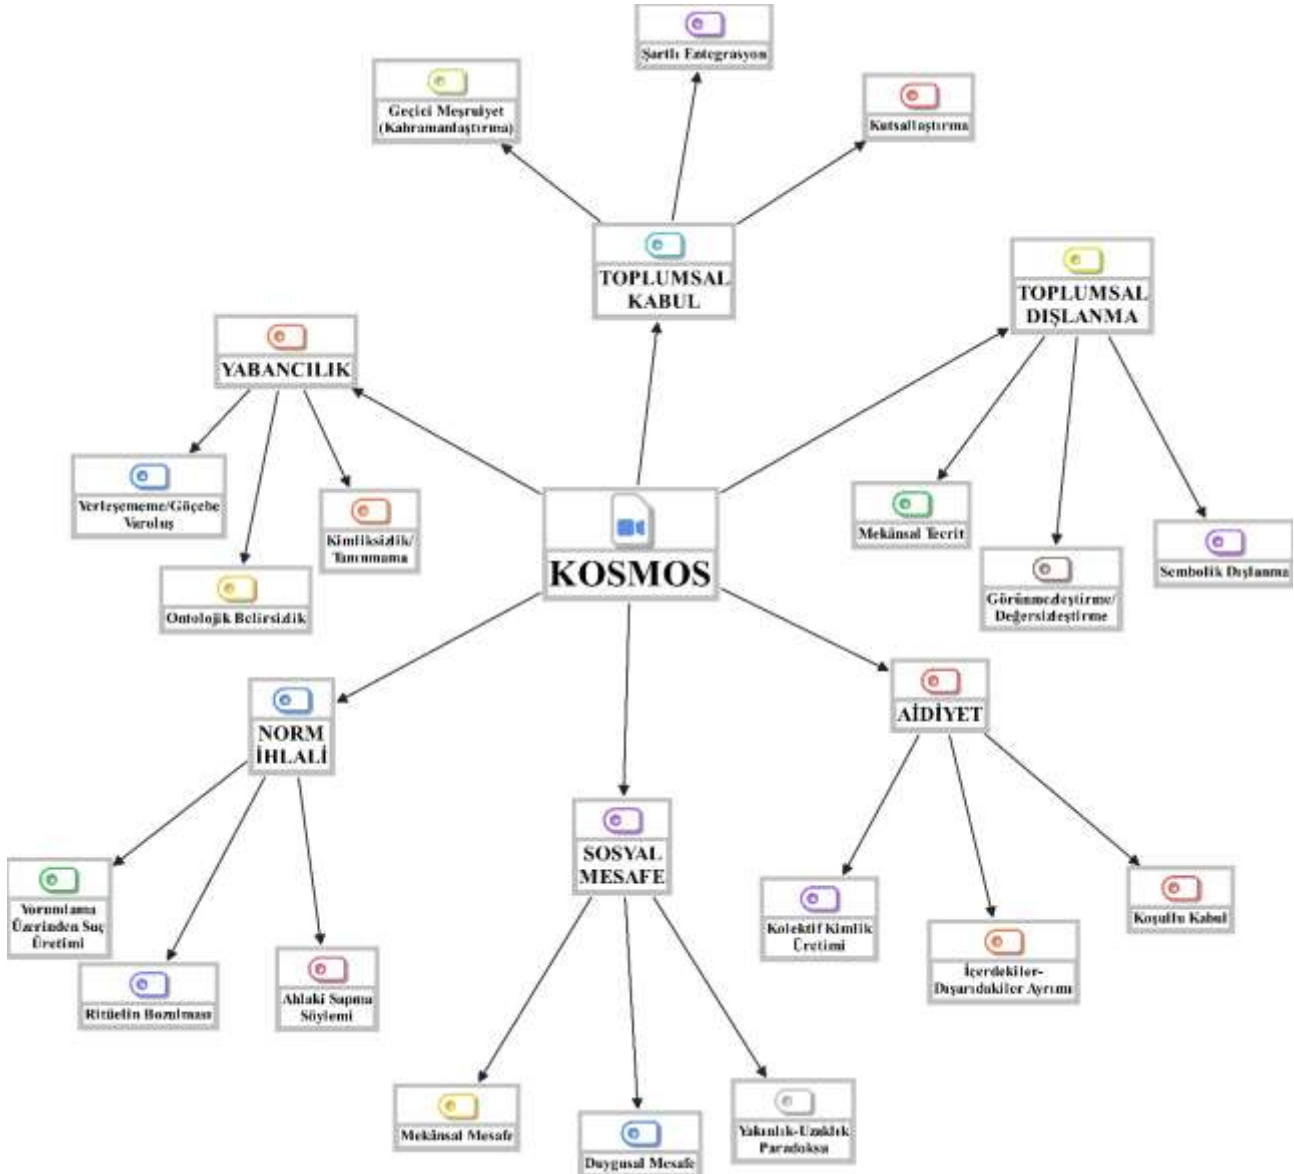 Şartlı Entegrasyon
Geçici Meşruiyet
(Kahramanlaştırma)
Kutsallaştırma
TOPLUMSAL
KABUL
TOPLUMSAL
DIŞLANMA
YABANCILIK
Yerleşememe/Göçebe
Varoluş
Kimliksizlik/
Tanınmama
Ontolojik Belirsizlik
KOSMOS
Mekânsal Tecrit
Görünmezleştirme/
Değersizleştirme
Sembolik Dışlanma
NORM
İHLALİ
AİDİYET
SOSYAL
MESAFE
Yorumlama
Üzerinden Suç
Üretimi
Ritüelin Bozulması
Ahlaki Sapma
Söylemi
Kolektif Kimlik
Üretimi
İçerdekiler-
Dışarıdakiler Ayrımı
Koşullu Kabul
Mekânsal Mesafe
Duygusal Mesafe
Yakınlık-Uzaklık
Paradoksu